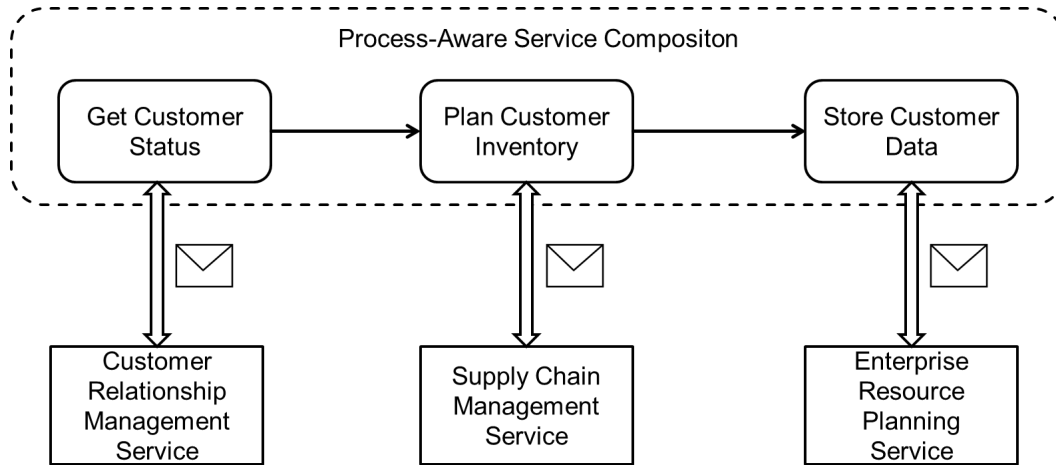 Process-Aware Service Compositon
Get Customer
Status
Plan Customer
Inventory
Store Customer
Data
Customer
Relationship
Management
Service
Supply Chain
Management
Service
Enterprise
Resource
Planning
Service